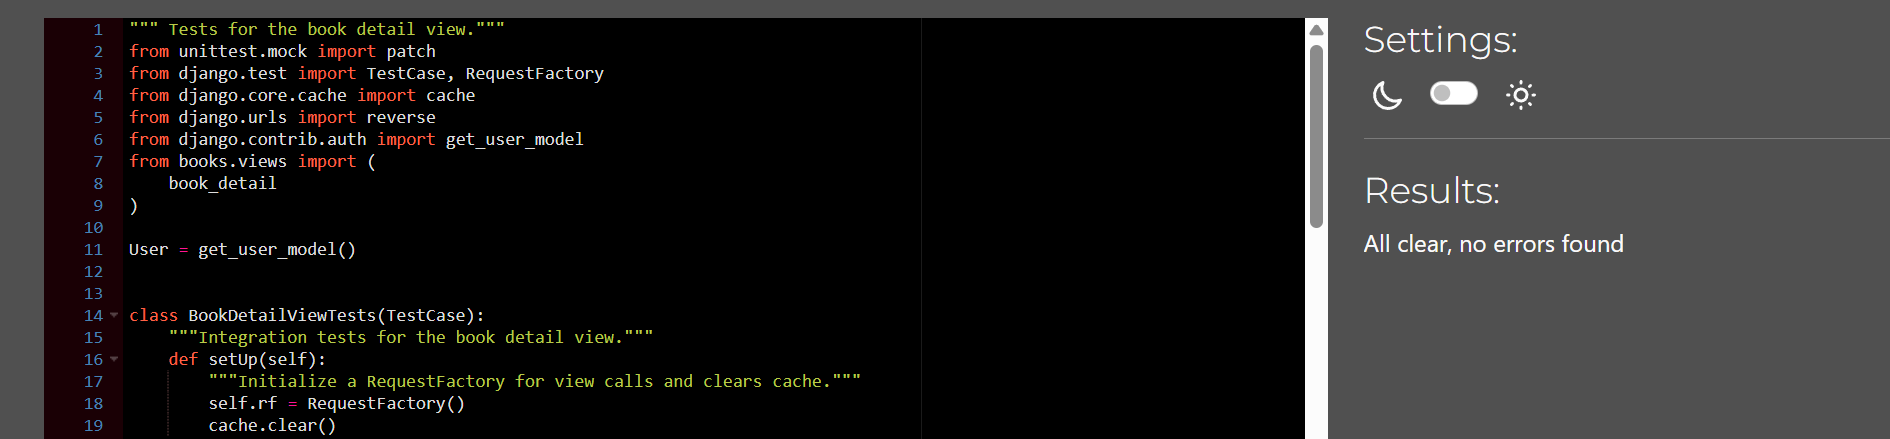 1 """ Tests for the book detail view."""
2 from unittest.mock import patch
3 from django.test import TestCase, RequestFactory
4 from django.core.cache import cache
5 from django.urls import reverse
6 from django.contrib.auth import get_user_model
7 from books.views import (
8     book_detail
9 )
10
11 User = get_user_model()
12
13
14 class BookDetailViewTests(TestCase):
15     """Integration tests for the book detail view."""
16     def setUp(self):
17         """Initialize a RequestFactory for view calls and clears cache."""
18         self.rf = RequestFactory()
19         cache.clear()
Settings:
Results:
All clear, no errors found